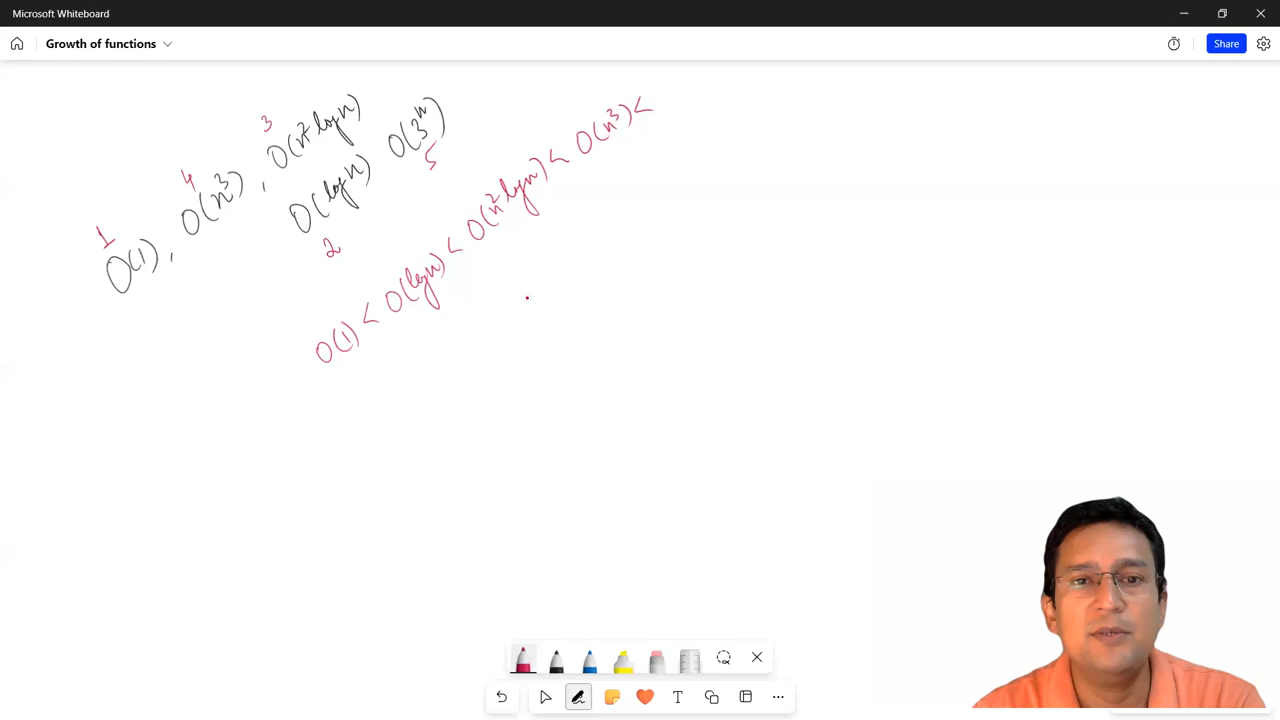 Microsoft Whiteboard
Growth of functions
Share
1 4 3
O(1), O(n³), O(n² log n)
O(log n) O(3ⁿ)
2 5
O(1) < O(log n) < O(n² log n) < O(n³) <